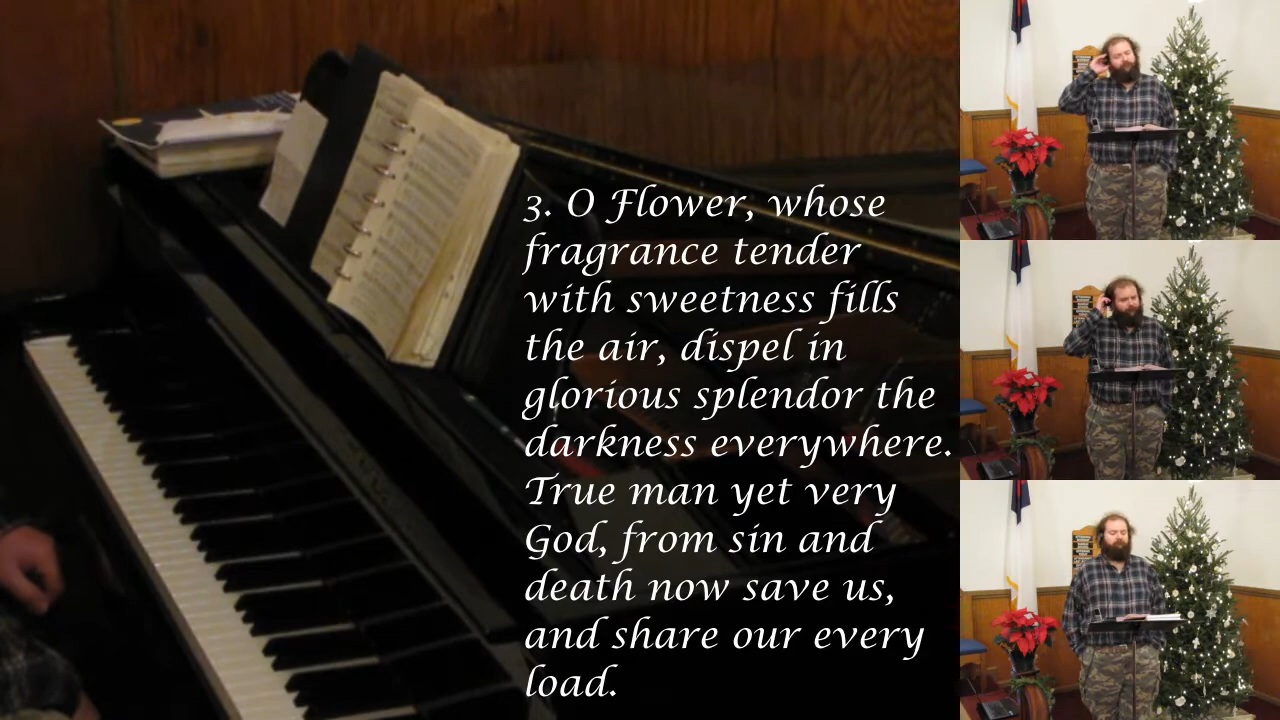 3. O Flower, whose
fragrance tender
with sweetness fills
the air, dispel in
glorious splendor the
darkness everywhere.
True man yet very
God, from sin and
death now save us,
and share our every
load.